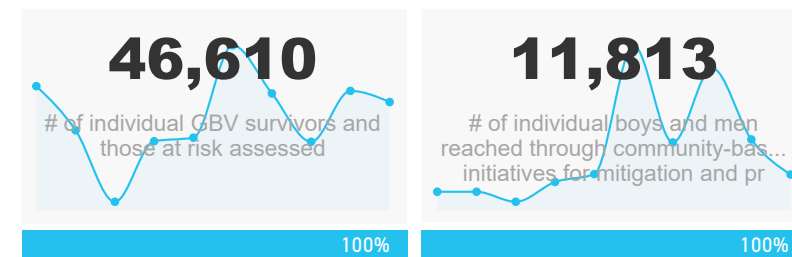 46,610
# of individual GBV survivors and
those at risk assessed
100%
11,813
# of individual boys and men
reached through community-bas...
initiatives for mitigation and pr
100%